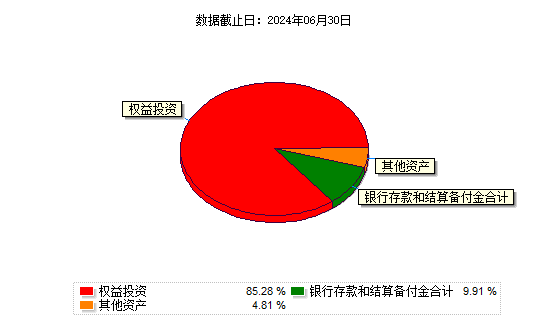 数据截止日：2024年06月30日
权益投资
其他资产
银行存款和结算备付金合计
权益投资 85.28 % 银行存款和结算备付金合计 9.91 %
其他资产 4.81 %